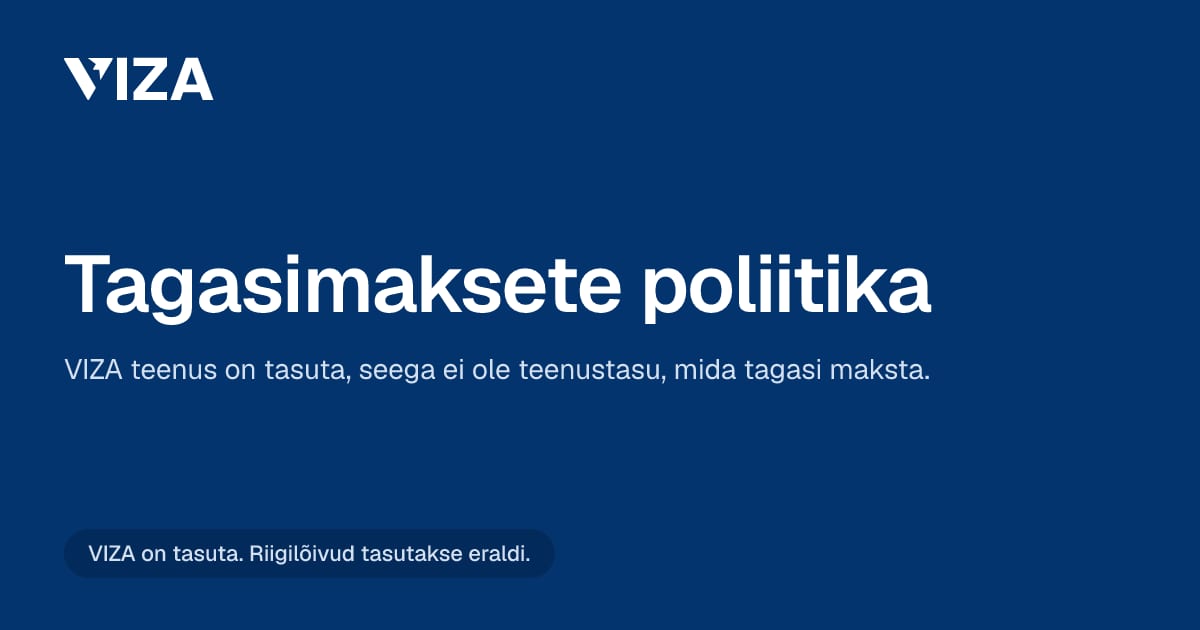 VIZA
Tagasimaksete poliitika
VIZA teenus on tasuta, seega ei ole teenustasu, mida tagasi maksta.
VIZA on tasuta. Riigilõivud tasutakse eraldi.